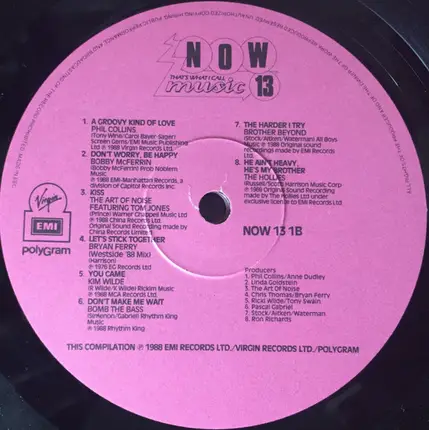 NOW
THAT'S WHAT I CALL
music 13
1. A GROOVY KIND OF LOVE
PHIL COLLINS
(Toni Wine/Carol Bayer-Sager)
Screen Gems/EMI Music Publishing
Ltd ℗ 1988 Virgin Records Ltd.
2. DON'T WORRY, BE HAPPY
BOBBY McFERRIN
(Bobby McFerrin) Prob Noblem
Music
℗ 1988 EMI-Manhattan Records, a
division of Capitol Records Inc.
3. KISS
THE ART OF NOISE
FEATURING TOM JONES
(Prince) Warner Chappell Music Ltd
℗ 1988 China Records Ltd.
Original Sound Recording made by
China Records Limited
4. LET'S STICK TOGETHER
BRYAN FERRY
(Westside '88 Mix)
(Harrison)
℗ 1976 EG Records Ltd
5. YOU CAME
KIM WILDE
(R Wilde/K Wilde) Rickim Music
℗ 1988 MCA Records Ltd
6. DON'T MAKE ME WAIT
BOMB THE BASS
(Simenon/Gabriel) Rhythm King
Music
℗ 1988 Rhythm King
7. THE HARDER I TRY
BROTHER BEYOND
(Stock/Aitken/Waterman) All Boys
Music ℗ 1988 Original sound
recordings made by EMI Records
Ltd.
8. HE AIN'T HEAVY,
HE'S MY BROTHER
THE HOLLIES
(Russell/Scott) Harrison Music Corp
℗ 1988 Original Sound Recording
made by The Hollies Ltd under
exclusive license to EMI Records
Ltd
Virgin
EMI
polyGram
NOW 13 1B
Producers
1. Phil Collins/Anne Dudley
2. Linda Goldstein
3. The Art Of Noise
4. Chris Thomas/Bryan Ferry
5. Ricki Wilde/Tony Swain
6. Pascal Gabriel
7. Stock/Aitken/Waterman
8. Ron Richards
THIS COMPILATION ℗ 1988 EMI RECORDS LTD./VIRGIN RECORDS LTD./POLYGRAM